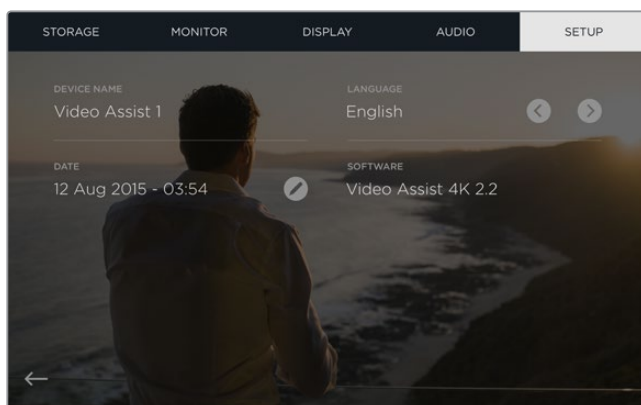 STORAGE MONITOR DISPLAY AUDIO SETUP
DEVICE NAME LANGUAGE
Video Assist 1 English
DATE SOFTWARE
12 Aug 2015 - 03:54 Video Assist 4K 2.2